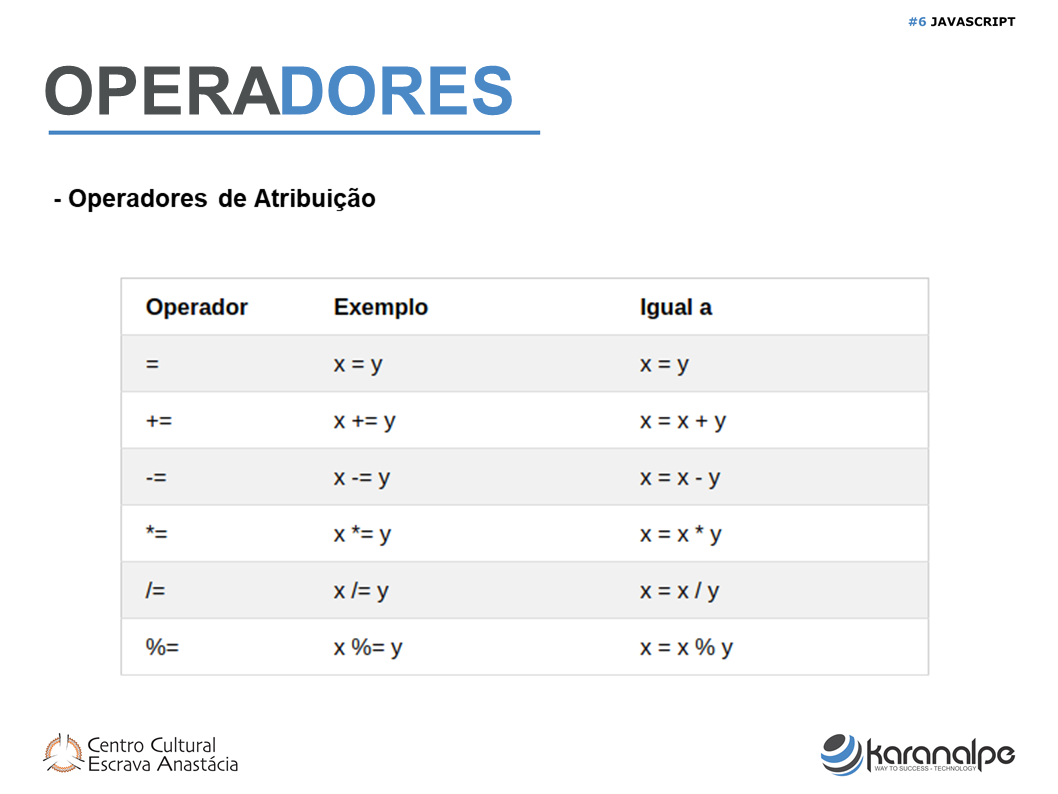 #6 JAVASCRIPT
OPERADORES
- Operadores de Atribuição
Operador Exemplo Igual a
= x = y x = y
+= x += y x = x + y
-= x -= y x = x - y
*= x *= y x = x * y
/= x /= y x = x / y
%= x %= y x = x % y
Centro Cultural
Escrava Anastácia
karanalpe
WAY TO SUCCESS - TECHNOLOGY